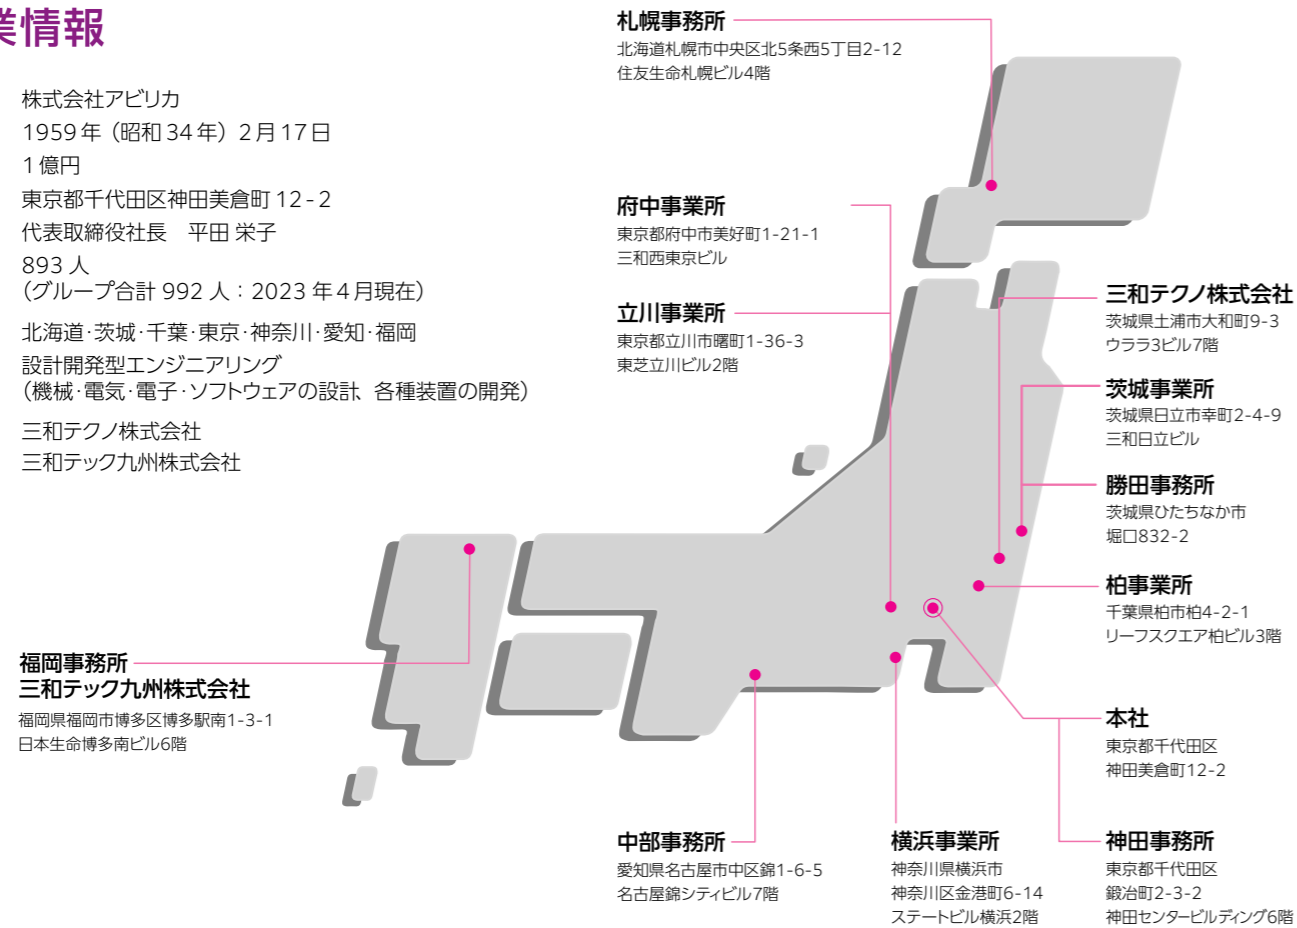 業情報
株式会社アビリカ
1959年（昭和34年）2月17日
1億円
東京都千代田区神田美倉町12-2
代表取締役社長　平田 栄子
893人
（グループ合計 992 人：2023 年4月現在）
北海道･茨城･千葉･東京･神奈川･愛知･福岡
設計開発型エンジニアリング
（機械･電気･電子･ソフトウェアの設計、各種装置の開発）
三和テクノ株式会社
三和テック九州株式会社
札幌事務所
北海道札幌市中央区北5条西5丁目2-12
住友生命札幌ビル4階
府中事業所
東京都府中市美好町1-21-1
三和西東京ビル
立川事業所
東京都立川市曙町1-36-3
東芝立川ビル2階
三和テクノ株式会社
茨城県土浦市大和町9-3
ウララ3ビル7階
茨城事業所
茨城県日立市幸町2-4-9
三和日立ビル
勝田事務所
茨城県ひたちなか市
堀口832-2
柏事業所
千葉県柏市柏4-2-1
リーフスクエア柏ビル3階
本社
東京都千代田区
神田美倉町12-2
神田事務所
東京都千代田区
鍛冶町2-3-2
神田センタービルディング6階
横浜事業所
神奈川県横浜市
神奈川区金港町6-14
ステートビル横浜2階
中部事務所
愛知県名古屋市中区錦1-6-5
名古屋錦シティビル7階
福岡事務所
三和テック九州株式会社
福岡県福岡市博多区博多駅南1-3-1
日本生命博多南ビル6階